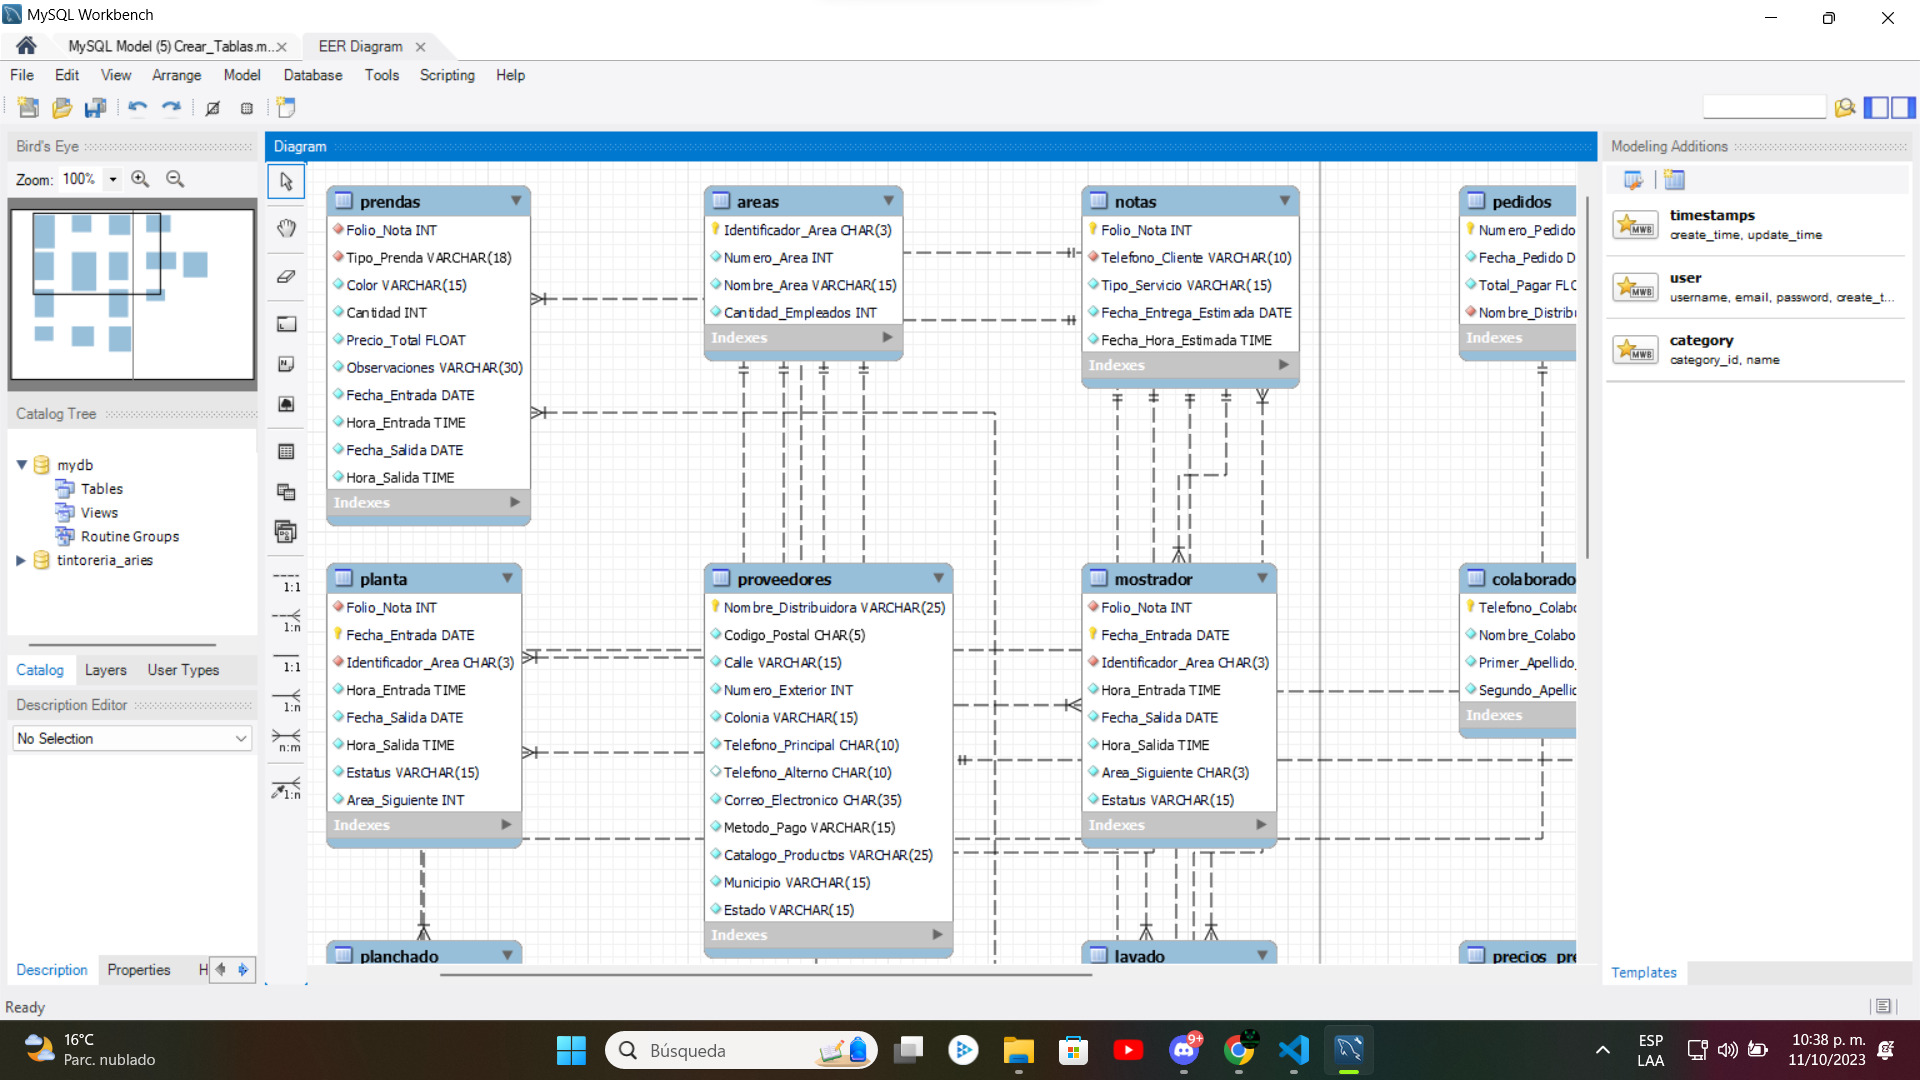 MySQL Workbench
MySQL Model (5) Crear_Tablas.m...
EER Diagram
File Edit View Arrange Model Database Tools Scripting Help
Bird's Eye
Zoom: 100%
Catalog Tree
mydb
Tables
Views
Routine Groups
tintoreria_aries
Catalog Layers User Types
Description Editor
No Selection
Description Properties H
Ready
Diagram
1:1
1:n
1:1
1:n
n:m
1:n
prendas
Folio_Nota INT
Tipo_Prenda VARCHAR(18)
Color VARCHAR(15)
Cantidad INT
Precio_Total FLOAT
Observaciones VARCHAR(30)
Fecha_Entrada DATE
Hora_Entrada TIME
Fecha_Salida DATE
Hora_Salida TIME
Indexes
areas
Identificador_Area CHAR(3)
Numero_Area INT
Nombre_Area VARCHAR(15)
Cantidad_Empleados INT
Indexes
notas
Folio_Nota INT
Telefono_Cliente VARCHAR(10)
Tipo_Servicio VARCHAR(15)
Fecha_Entrega_Estimada DATE
Fecha_Hora_Estimada TIME
Indexes
pedidos
Numero_Pedido
Fecha_Pedido D
Total_Pagar FLO
Nombre_Distrib
Indexes
planta
Folio_Nota INT
Fecha_Entrada DATE
Identificador_Area CHAR(3)
Hora_Entrada TIME
Fecha_Salida DATE
Hora_Salida TIME
Estatus VARCHAR(15)
Area_Siguiente INT
Indexes
proveedores
Nombre_Distribuidora VARCHAR(25)
Codigo_Postal CHAR(5)
Calle VARCHAR(15)
Numero_Exterior INT
Colonia VARCHAR(15)
Telefono_Principal CHAR(10)
Telefono_Alterno CHAR(10)
Correo_Electronico CHAR(35)
Metodo_Pago VARCHAR(15)
Catalogo_Productos VARCHAR(25)
Municipio VARCHAR(15)
Estado VARCHAR(15)
Indexes
mostrador
Folio_Nota INT
Fecha_Entrada DATE
Identificador_Area CHAR(3)
Hora_Entrada TIME
Fecha_Salida DATE
Hora_Salida TIME
Area_Siguiente CHAR(3)
Estatus VARCHAR(15)
Indexes
colaborado
Telefono_Colab
Nombre_Colabo
Primer_Apellido_
Segundo_Apellic
Indexes
planchado
lavado
precios_pre
Modeling Additions
MWB
timestamps
create_time, update_time
MWB
user
username, email, password, create_t...
MWB
category
category_id, name
Templates
16°C
Parc. nublado
Búsqueda
9+
ESP
LAA
10:38 p. m.
11/10/2023